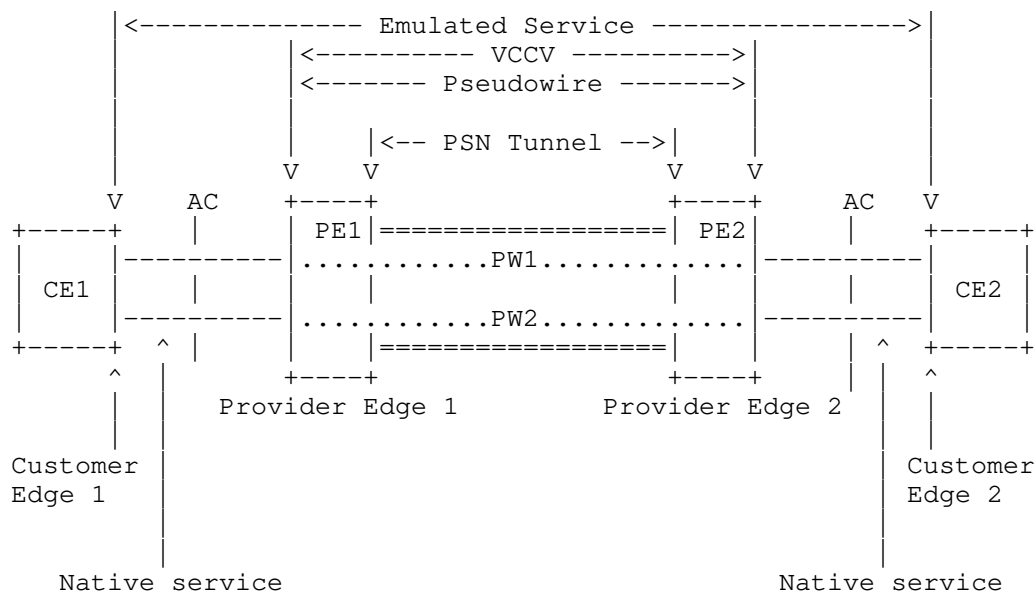 |<-------------- Emulated Service ---------------->|
|<--------- VCCV ---------->|
|<------- Pseudowire ------->|
|<-- PSN Tunnel -->|
V V V V
V AC AC V
+-----+ | | PE1|==================| PE2| | +-----+
| |----------|............PW1.............|----------| |
| CE1 | | | | | | | | CE2 |
| |----------|............PW2.............|----------| |
+-----+ ^ | | |==================| | | ^ +-----+
^ | +----+ +----+ | | ^
| | Provider Edge 1 Provider Edge 2 | |
Customer Customer
Edge 1 Edge 2
Native service Native service